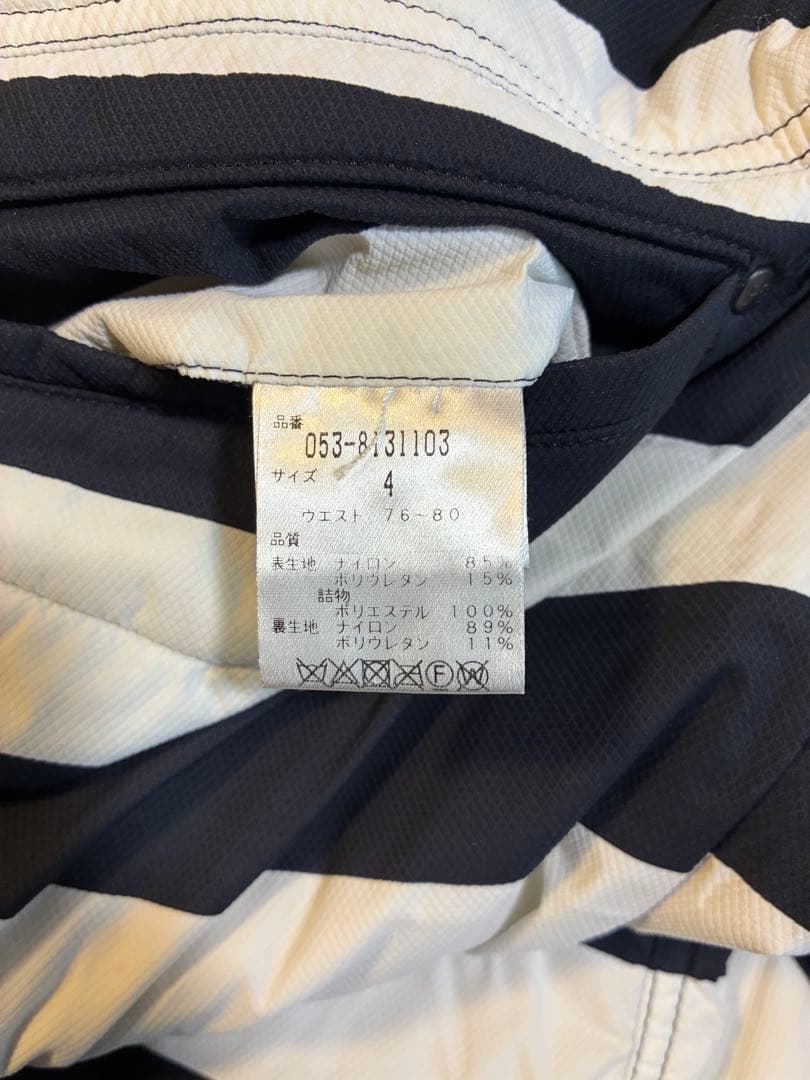 品番
053-8131103
サイズ
4
ウエスト 76~80
品質
表生地 ナイロン 85%
ポリウレタン 15%
詰物
ポリエステル 100%
裏生地 ナイロン 89%
ポリウレタン 11%
F W